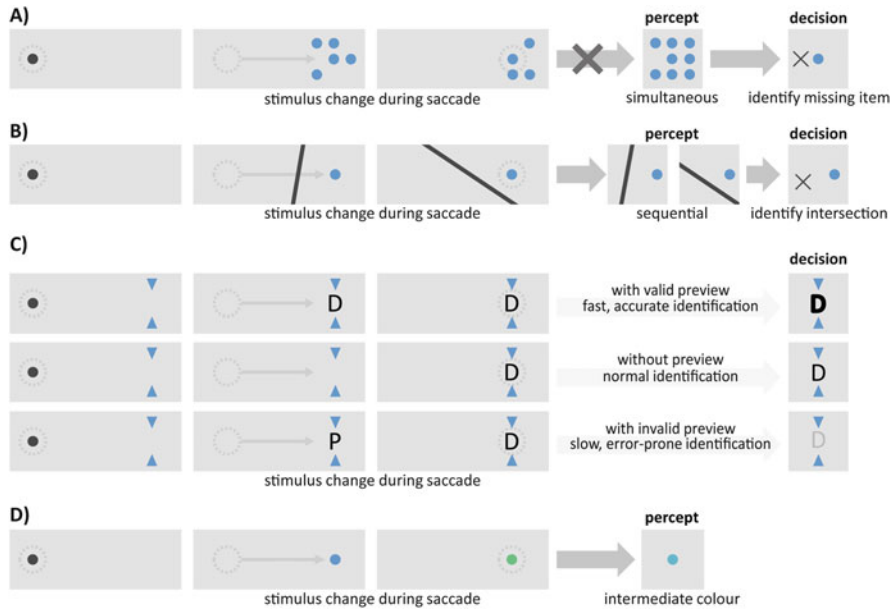 A)
percept
decision
stimulus change during saccade
simultaneous
identify missing item
B)
percept
decision
stimulus change during saccade
sequential
identify intersection
C)
decision
D
D
with valid preview
fast, accurate identification
D
D
without preview
normal identification
D
P
D
with invalid preview
slow, error-prone identification
D
stimulus change during saccade
D)
percept
stimulus change during saccade
intermediate colour